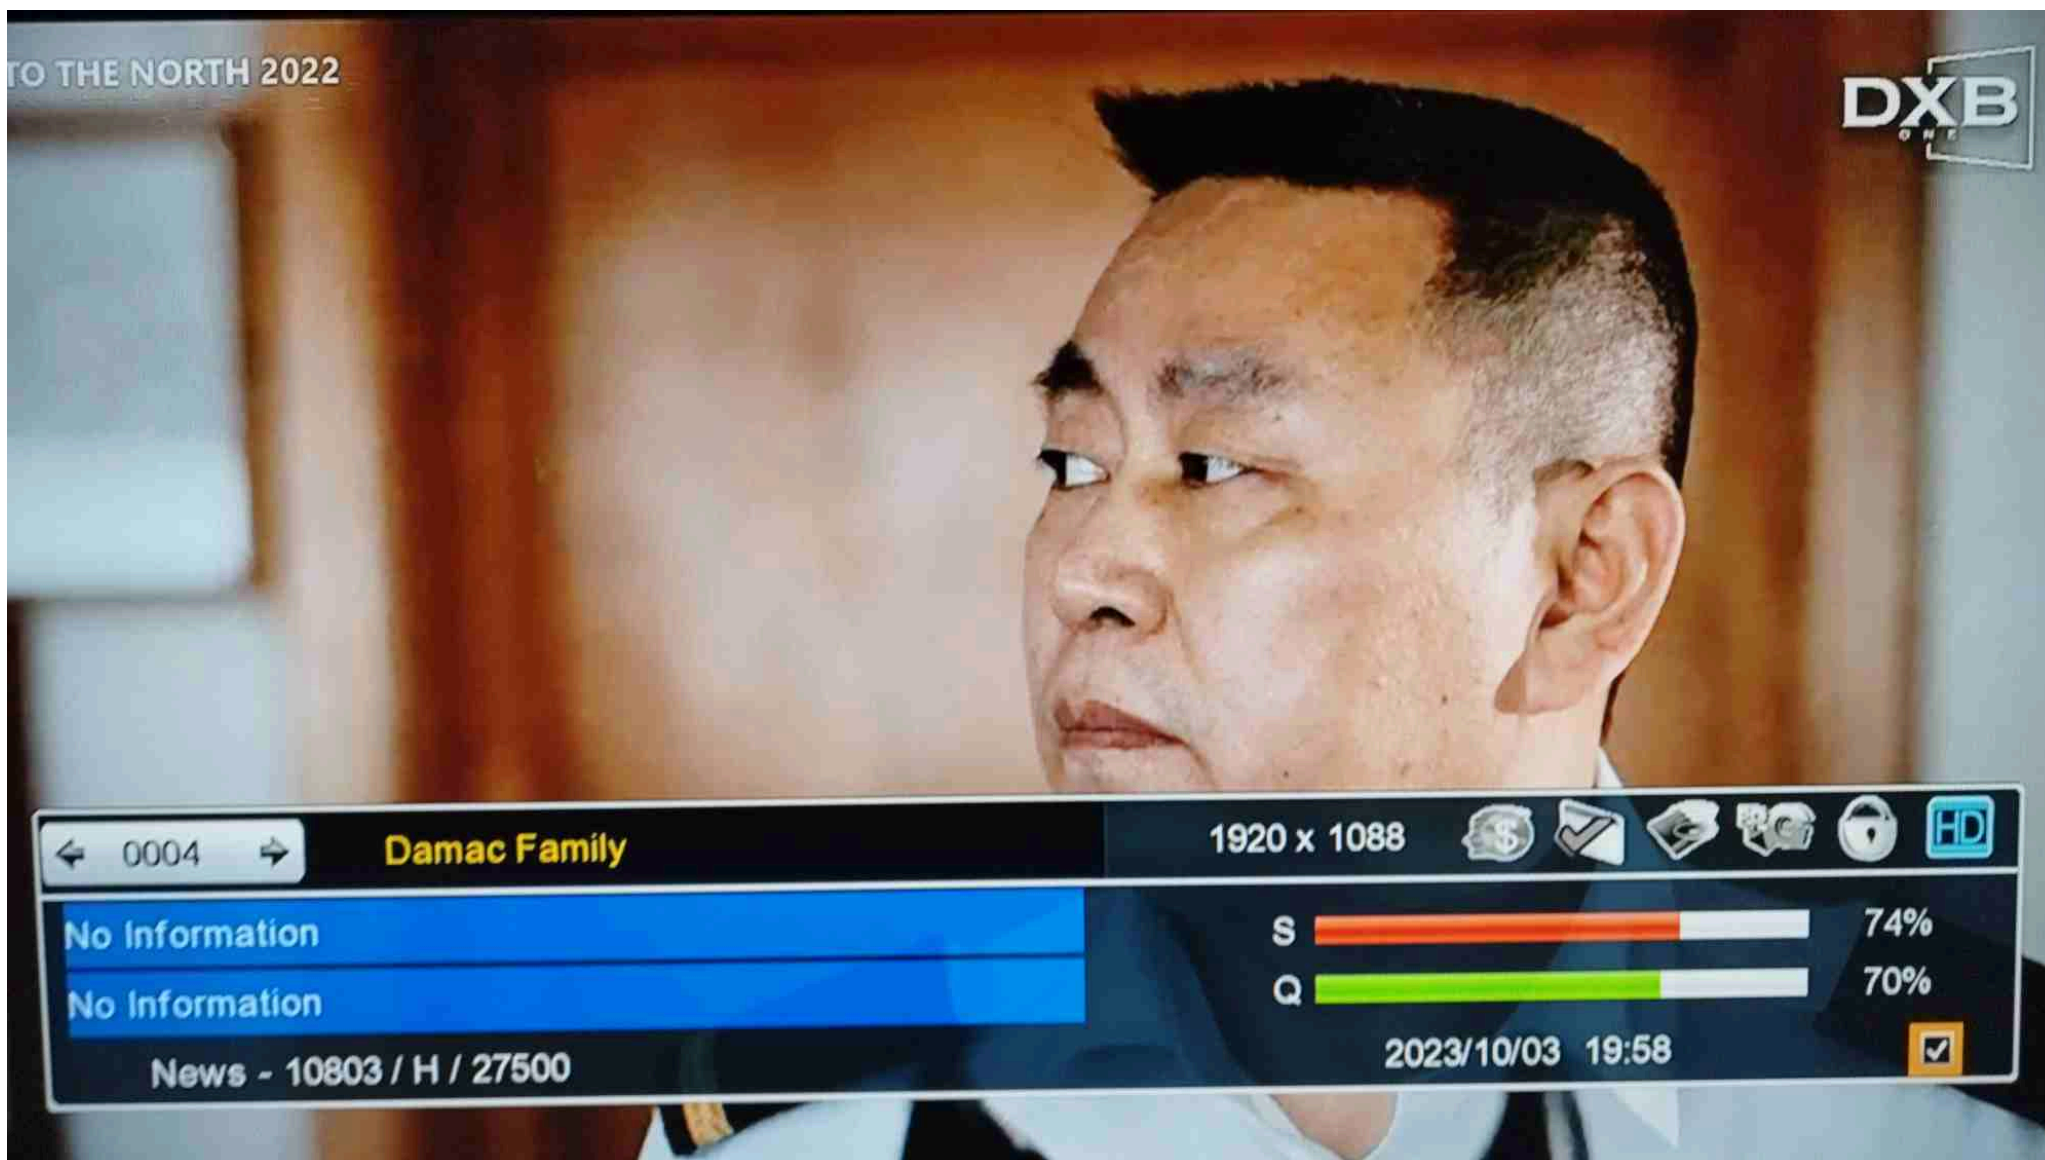 TO THE NORTH 2022
DXB
ONE
0004
Damac Family
1920 x 1088
HD
No Information
S
74%
No Information
Q
70%
News - 10803 / H / 27500
2023/10/03 19:58